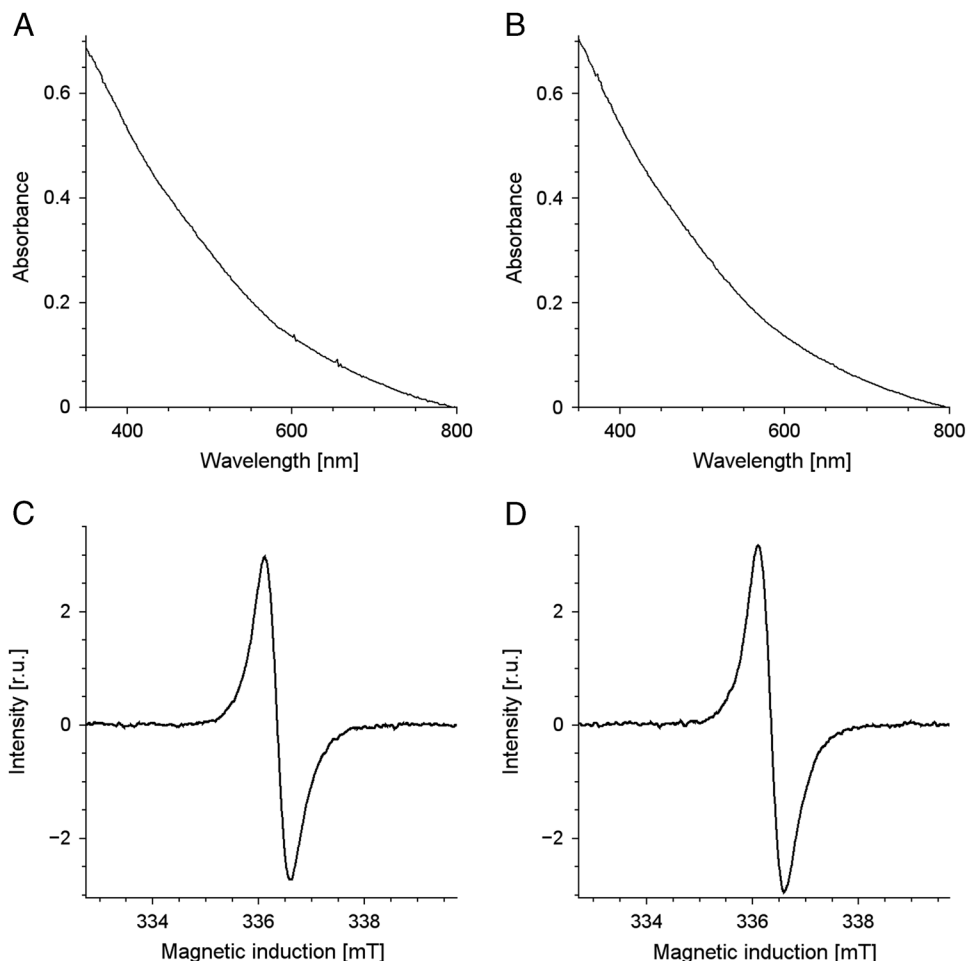 A
0.6
0.4
0.2
0
Absorbance
400
600
800
Wavelength [nm]
B
0.6
0.4
0.2
0
Absorbance
400
600
800
Wavelength [nm]
C
2
0
−2
Intensity [r.u.]
334
336
338
Magnetic induction [mT]
D
2
0
−2
Intensity [r.u.]
334
336
338
Magnetic induction [mT]